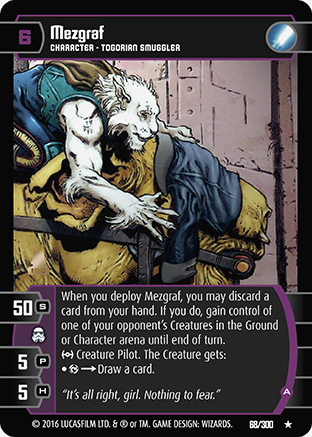 6 Mezgraf
CHARACTER - TOGORIAN SMUGGLER
50 S
5 P
5 H
When you deploy Mezgraf, you may discard a
card from your hand. If you do, gain control of
one of your opponent's Creatures in the Ground
or Character arena until end of turn.
Creature Pilot. The Creature gets:
Draw a card.
"It's all right, girl. Nothing to fear."
A
© 2016 LUCASFILM LTD. & ® OR TM. GAME DESIGN: WIZARDS. 68/300 ★